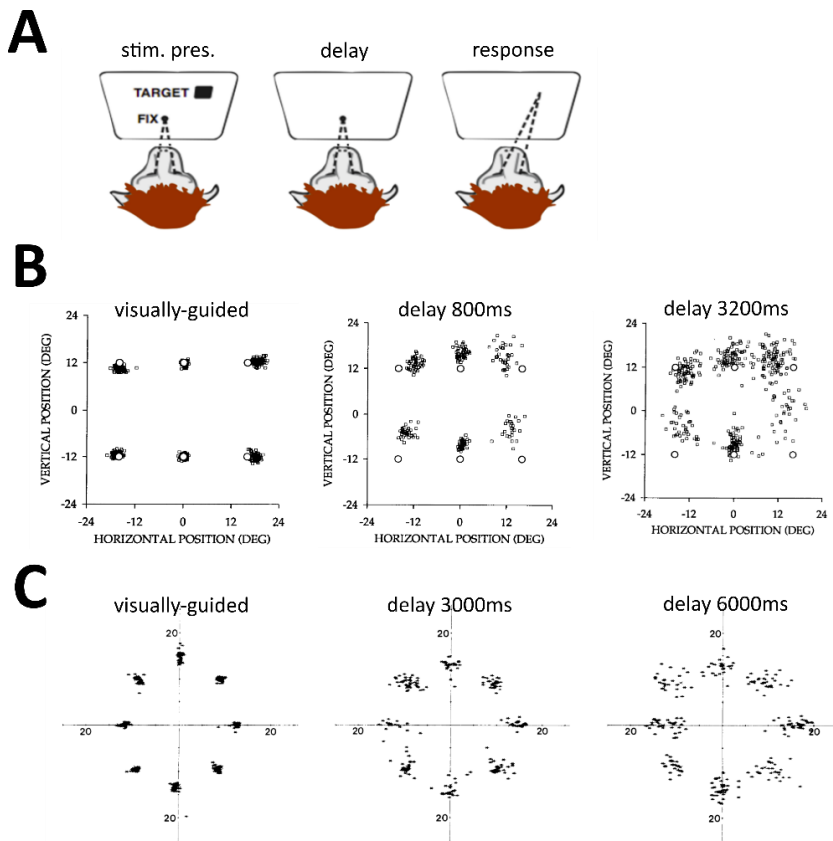 A
stim. pres.
delay
response
TARGET
FIX
B
visually-guided
delay 800ms
delay 3200ms
VERTICAL POSITION (DEG)
24
12
0
-12
-24
-24
-12
0
12
24
HORIZONTAL POSITION (DEG)
VERTICAL POSITION (DEG)
24
12
0
-12
-24
-24
-12
0
12
24
HORIZONTAL POSITION (DEG)
VERTICAL POSITION (DEG)
24
12
0
-12
-24
-24
-12
0
12
24
HORIZONTAL POSITION (DEG)
C
visually-guided
delay 3000ms
delay 6000ms
20
20
20
20
20
20
20
20
20
20
20
20